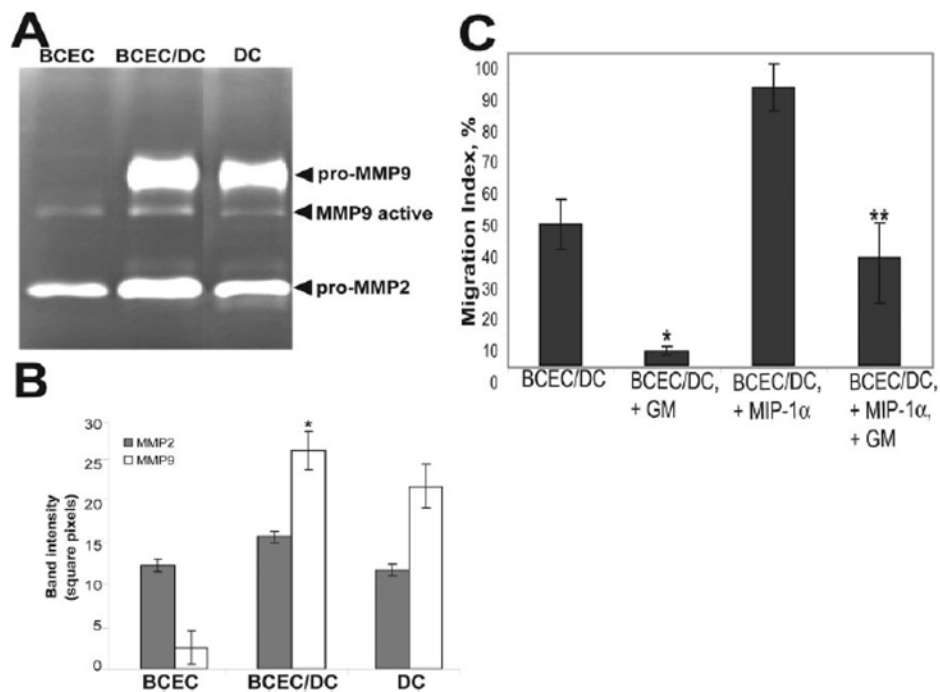 A
BCEC BCEC/DC DC
pro-MMP9
MMP9 active
pro-MMP2
B
30
25
20
15
10
5
0
Band intensity
(square pixels)
MMP2
MMP9
*
BCEC BCEC/DC DC
C
100
90
80
70
60
50
40
30
20
10
0
Migration Index, %
*
**
BCEC/DC BCEC/DC, BCEC/DC, BCEC/DC,
+ GM + MIP-1α + MIP-1α,
+ GM